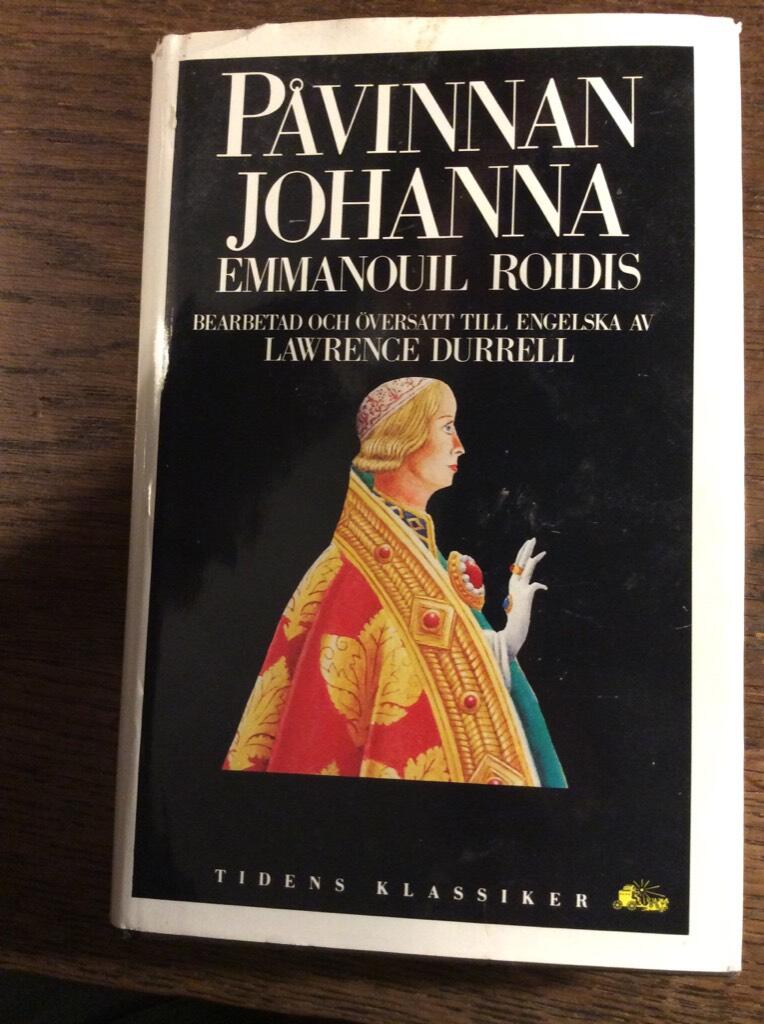 PÅVINNAN
JOHANNA
EMMANOUIL ROIDIS
BEARBETAD OCH ÖVERSATT TILL ENGELSKA AV
LAWRENCE DURRELL
TIDENS KLASSIKER